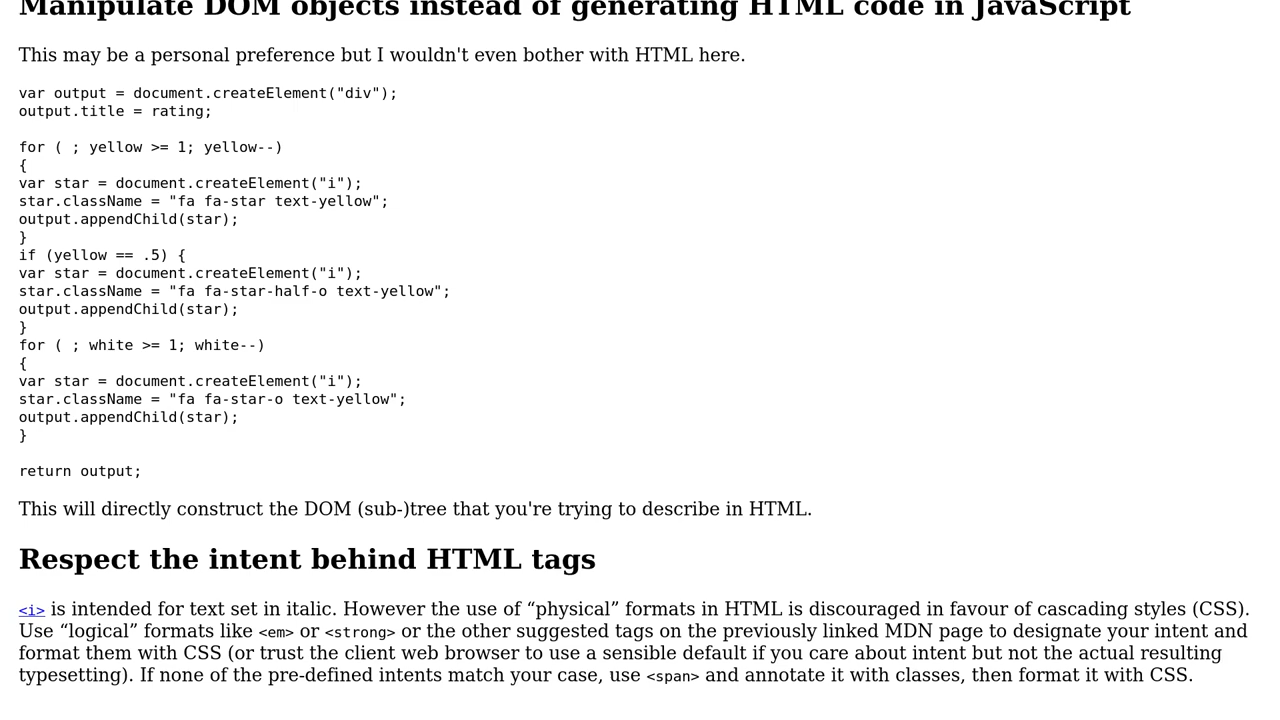 Manipulate DOM objects instead of generating HTML code in JavaScript
This may be a personal preference but I wouldn't even bother with HTML here.
var output = document.createElement("div");
output.title = rating;
for ( ; yellow >= 1; yellow--)
{
var star = document.createElement("i");
star.className = "fa fa-star text-yellow";
output.appendChild(star);
}
if (yellow == .5) {
var star = document.createElement("i");
star.className = "fa fa-star-half-o text-yellow";
output.appendChild(star);
}
for ( ; white >= 1; white--)
{
var star = document.createElement("i");
star.className = "fa fa-star-o text-yellow";
output.appendChild(star);
}
return output;
This will directly construct the DOM (sub-)tree that you're trying to describe in HTML.
Respect the intent behind HTML tags
<i> is intended for text set in italic. However the use of “physical” formats in HTML is discouraged in favour of cascading styles (CSS).
Use “logical” formats like <em> or <strong> or the other suggested tags on the previously linked MDN page to designate your intent and
format them with CSS (or trust the client web browser to use a sensible default if you care about intent but not the actual resulting
typesetting). If none of the pre-defined intents match your case, use <span> and annotate it with classes, then format it with CSS.